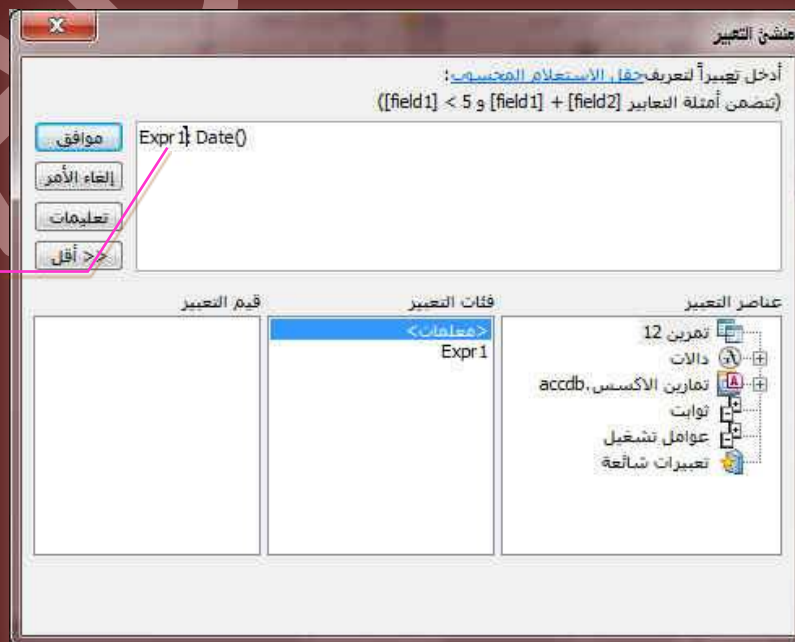 منشئ التعبير
أدخل تعبيراً لتعريف حقل الاستعلام المحسوب:
(تتضمن أمثلة التعابير [field1] + [field2] و [field1] < 5)
Expr1: Date()
موافق
إلغاء الأمر
تعليمات
<< أقل
عناصر التعبير
تمرين 12
دالات
تمارين الاكسس.accdb
ثوابت
عوامل تشغيل
تعبيرات شائعة
فئات التعبير
<معلمات>
Expr1
قيم التعبير